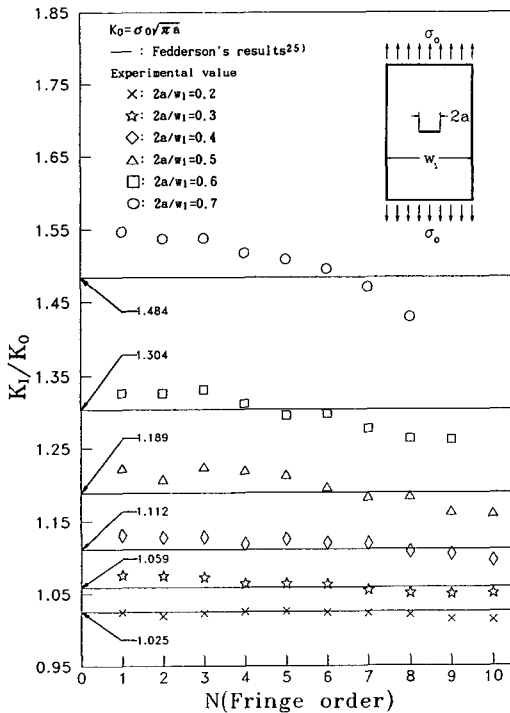 K₀=σ₀√πa
— : Fedderson's results²⁵⁾
Experimental value
×: 2a/w₁=0.2
☆: 2a/w₁=0.3
◇: 2a/w₁=0.4
△: 2a/w₁=0.5
□: 2a/w₁=0.6
○: 2a/w₁=0.7
σ₀
2a
w₁
σ₀
1.85
1.75
1.65
1.55
1.45
1.35
1.25
1.15
1.05
0.95
K_I/K₀
1.484
1.304
1.189
1.112
1.059
1.025
0 1 2 3 4 5 6 7 8 9 10
N(Fringe order)